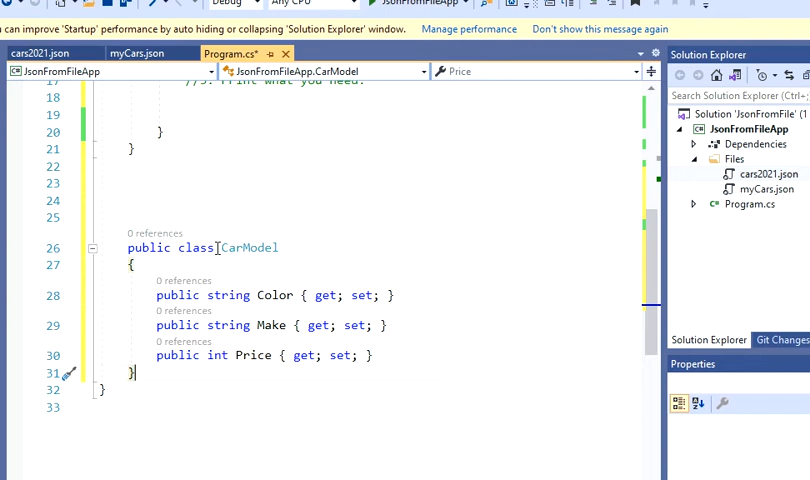 Debug Any CPU JsonFromFileApp
can improve 'Startup' performance by auto hiding or collapsing 'Solution Explorer' window. Manage performance Don't show this message again
cars2021.json myCars.json Program.cs*
JsonFromFileApp JsonFromFileApp.CarModel Price
17 //3. Print what you need.
18
19
20 }
21 }
22
23
24
25
0 references
26 public class CarModel
{
0 references
28 public string Color { get; set; }
0 references
29 public string Make { get; set; }
0 references
30 public int Price { get; set; }
31 }
32 }
33
Solution Explorer
Search Solution Explorer (Ctrl+;
Solution 'JsonFromFile' (1
JsonFromFileApp
Dependencies
Files
cars2021.json
myCars.json
Program.cs
Solution Explorer Git Changes
Properties